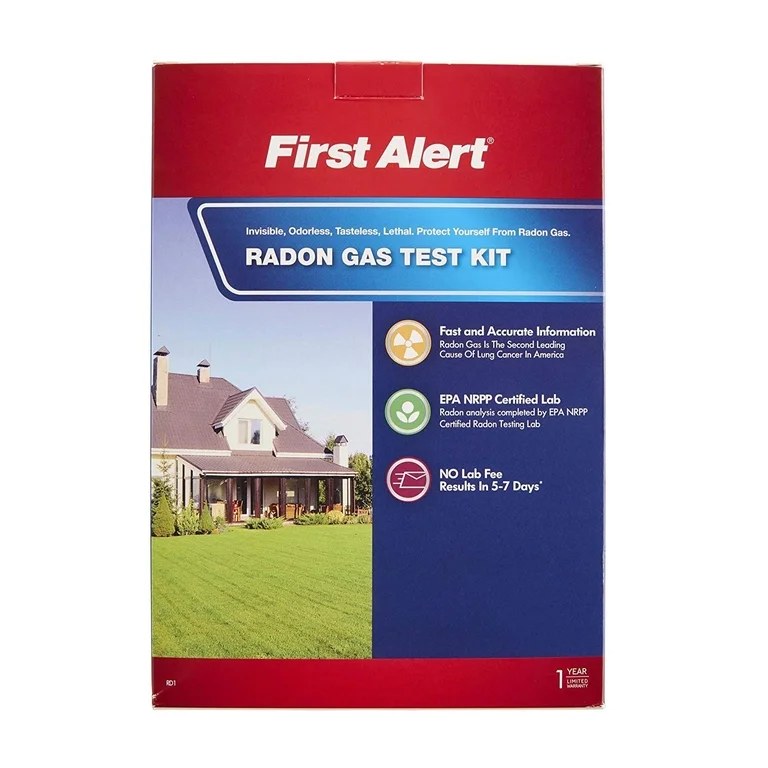 First Alert®
Invisible, Odorless, Tasteless, Lethal. Protect Yourself From Radon Gas.
RADON GAS TEST KIT
Fast and Accurate Information
Radon Gas Is The Second Leading
Cause Of Lung Cancer In America
EPA NRPP Certified Lab
Radon analysis completed by EPA NRPP
Certified Radon Testing Lab
NO Lab Fee
Results In 5-7 Days*
RD1
1 YEAR
LIMITED
WARRANTY